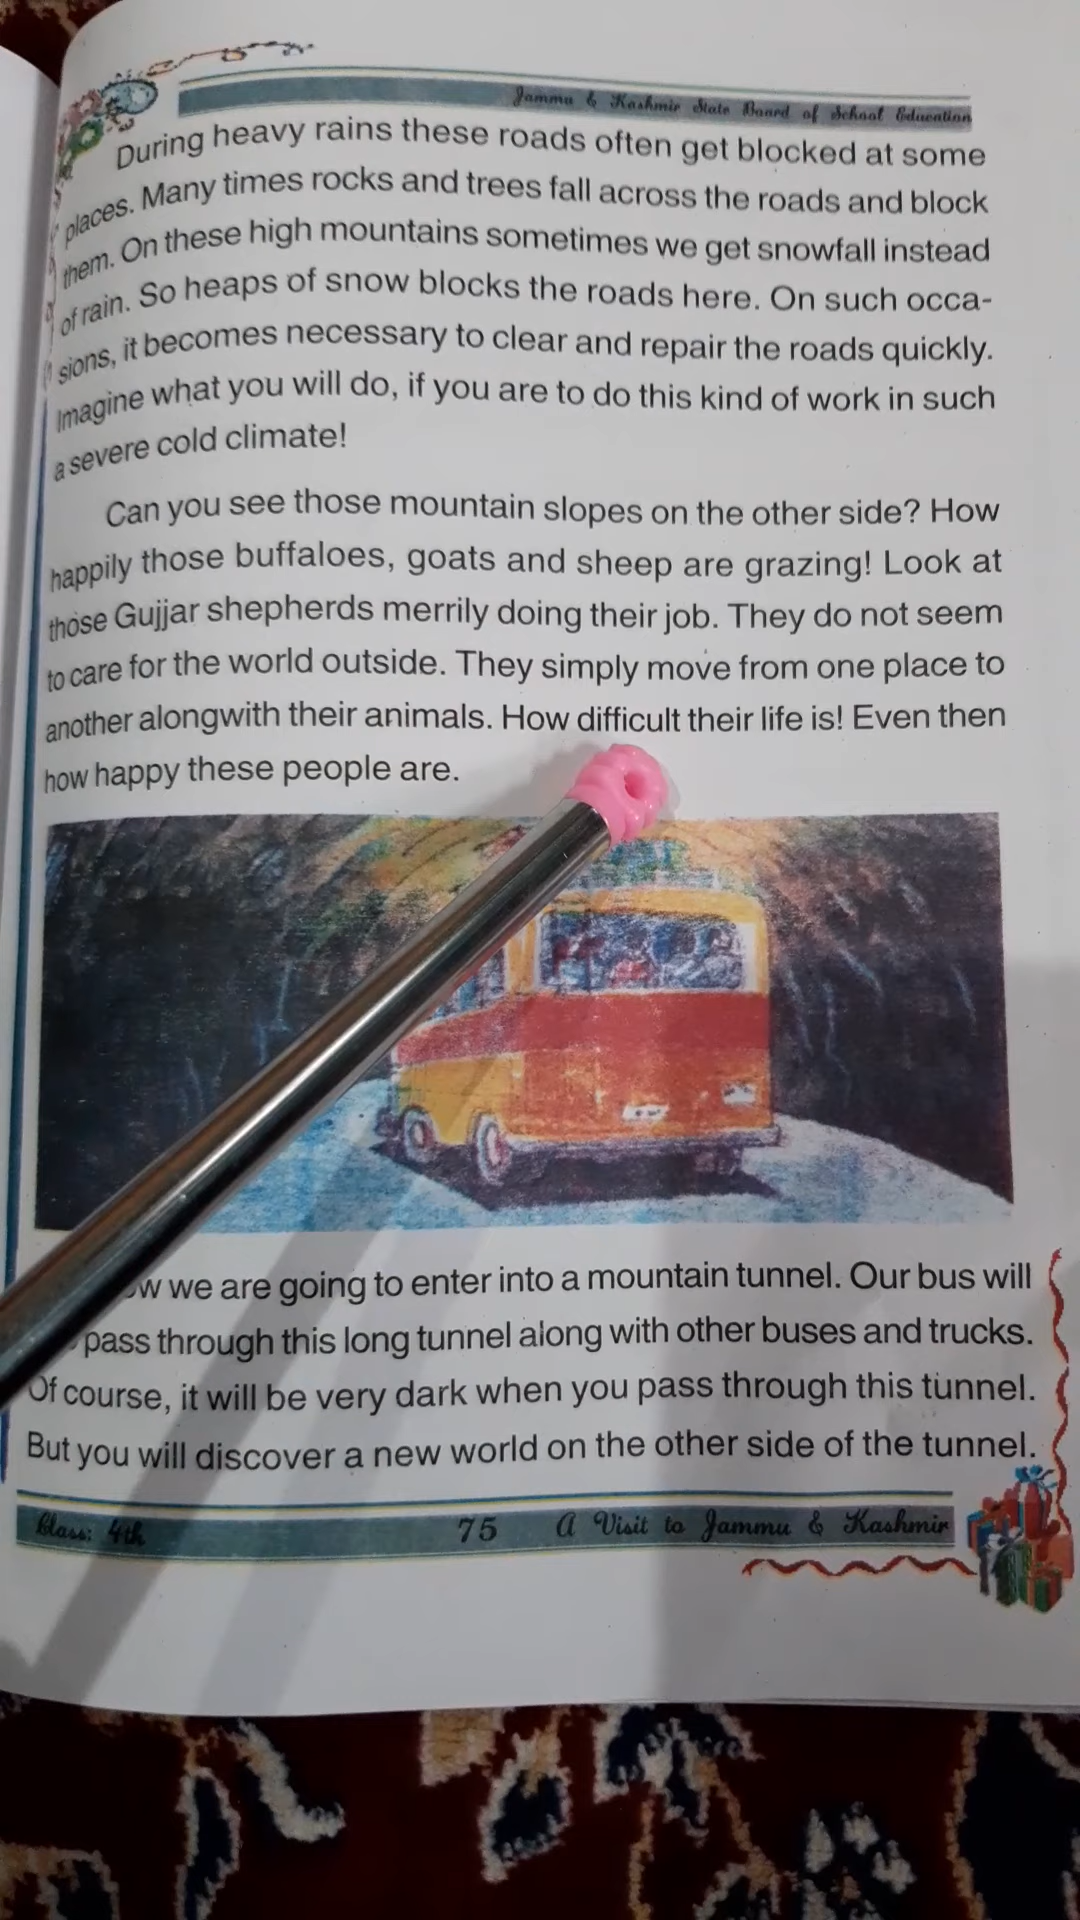 Jammu & Kashmir State Board of School Education
During heavy rains these roads often get blocked at some
places. Many times rocks and trees fall across the roads and block
them. On these high mountains sometimes we get snowfall instead
of rain. So heaps of snow blocks the roads here. On such occa-
sions, it becomes necessary to clear and repair the roads quickly.
Imagine what you will do, if you are to do this kind of work in such
a severe cold climate!
Can you see those mountain slopes on the other side? How
happily those buffaloes, goats and sheep are grazing! Look at
those Gujjar shepherds merrily doing their job. They do not seem
to care for the world outside. They simply move from one place to
another alongwith their animals. How difficult their life is! Even then
how happy these people are.
we are going to enter into a mountain tunnel. Our bus will
pass through this long tunnel along with other buses and trucks.
Of course, it will be very dark when you pass through this tunnel.
But you will discover a new world on the other side of the tunnel.
Class: 4th 75 A Visit to Jammu & Kashmir